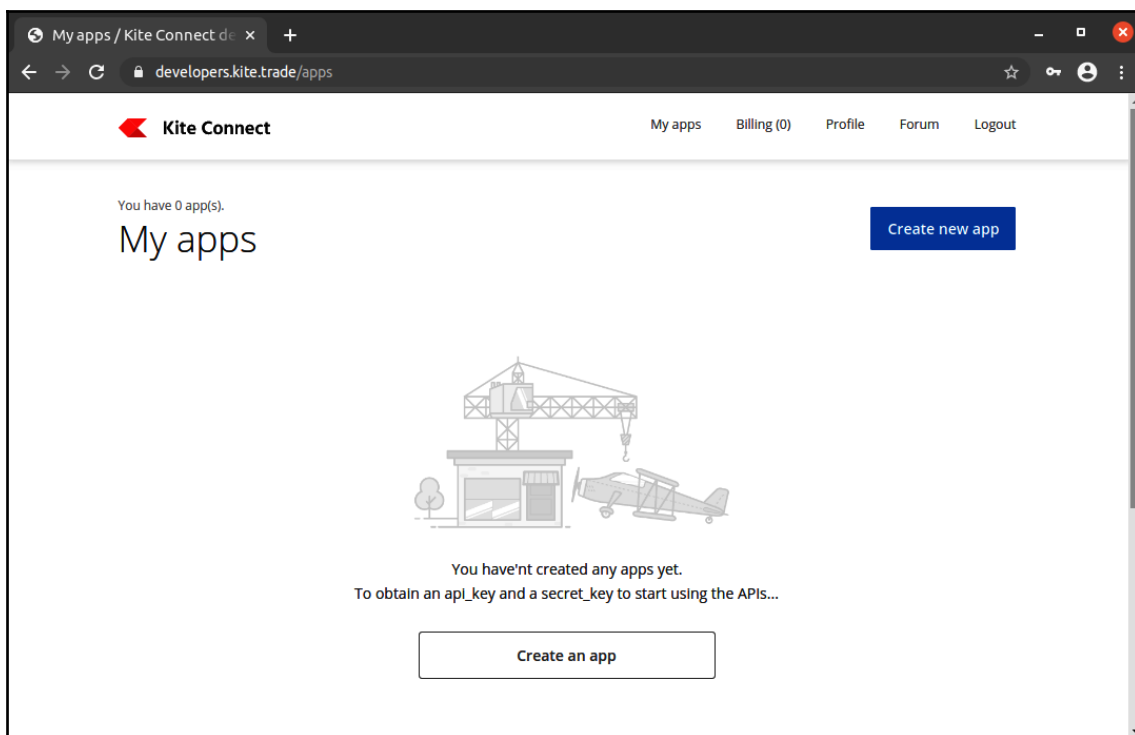 My apps / Kite Connect de
developers.kite.trade/apps
Kite Connect
My apps Billing (0) Profile Forum Logout
You have 0 app(s).
My apps
Create new app
You have'nt created any apps yet.
To obtain an api_key and a secret_key to start using the APIs...
Create an app